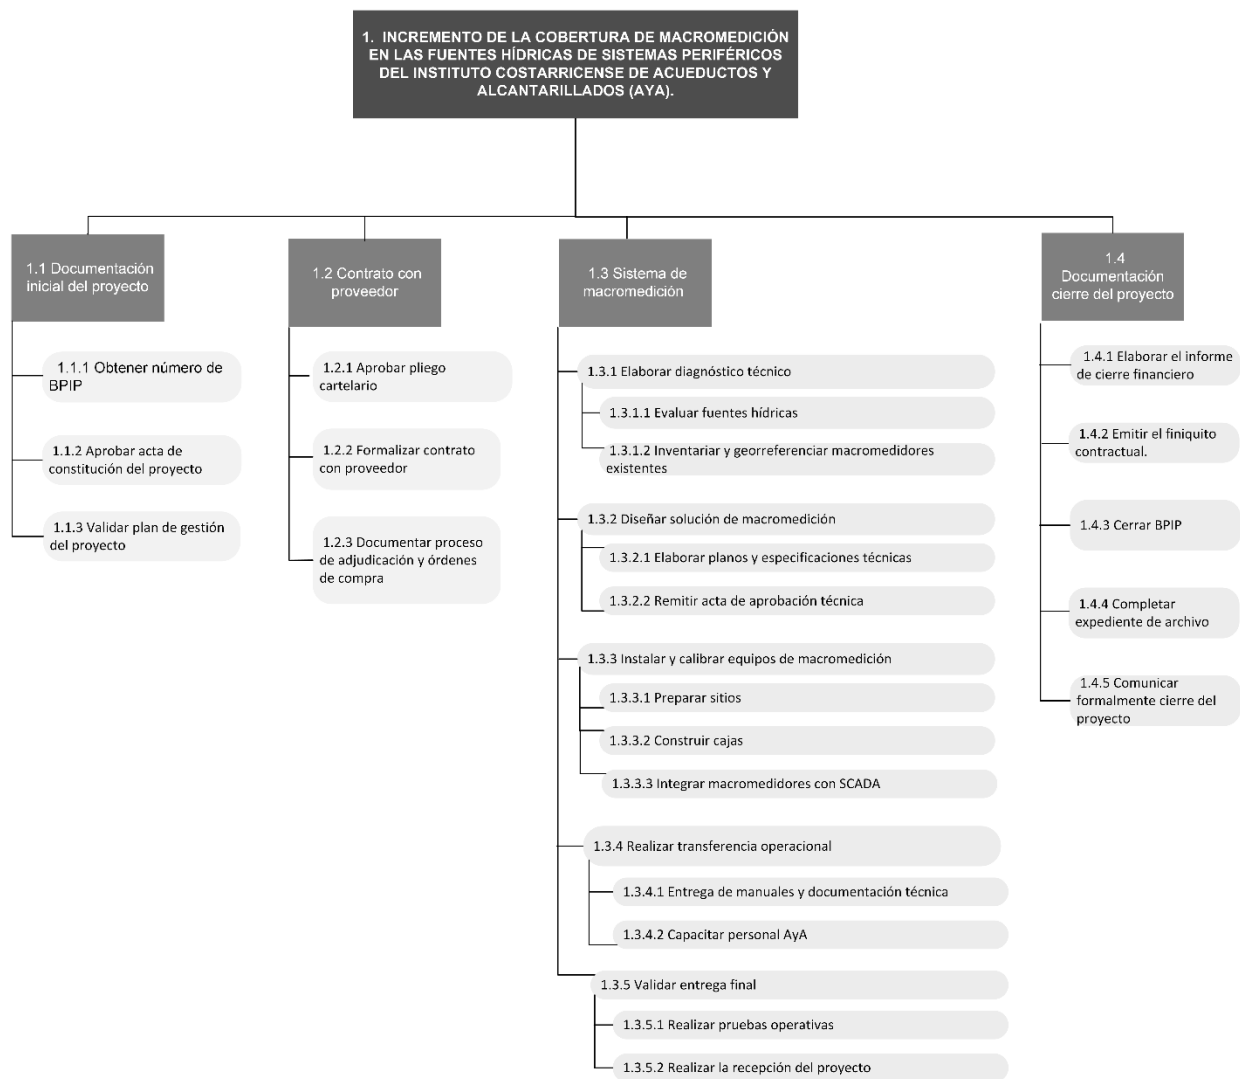 1. INCREMENTO DE LA COBERTURA DE MACROMEDICIÓN
EN LAS FUENTES HÍDRICAS DE SISTEMAS PERIFÉRICOS
DEL INSTITUTO COSTARRICENSE DE ACUEDUCTOS Y
ALCANTARILLADOS (AYA).
1.1 Documentación
inicial del proyecto
1.1.1 Obtener número de
BPIP
1.1.2 Aprobar acta de
constitución del proyecto
1.1.3 Validar plan de gestión
del proyecto
1.2 Contrato con
proveedor
1.2.1 Aprobar pliego
cartelario
1.2.2 Formalizar contrato
con proveedor
1.2.3 Documentar proceso
de adjudicación y órdenes
de compra
1.3 Sistema de
macromedición
1.3.1 Elaborar diagnóstico técnico
1.3.1.1 Evaluar fuentes hídricas
1.3.1.2 Inventariar y georreferenciar macromedidores
existentes
1.3.2 Diseñar solución de macromedición
1.3.2.1 Elaborar planos y especificaciones técnicas
1.3.2.2 Remitir acta de aprobación técnica
1.3.3 Instalar y calibrar equipos de macromedición
1.3.3.1 Preparar sitios
1.3.3.2 Construir cajas
1.3.3.3 Integrar macromedidores con SCADA
1.3.4 Realizar transferencia operacional
1.3.4.1 Entrega de manuales y documentación técnica
1.3.4.2 Capacitar personal AyA
1.3.5 Validar entrega final
1.3.5.1 Realizar pruebas operativas
1.3.5.2 Realizar la recepción del proyecto
1.4
Documentación
cierre del proyecto
1.4.1 Elaborar el informe
de cierre financiero
1.4.2 Emitir el finiquito
contractual.
1.4.3 Cerrar BPIP
1.4.4 Completar
expediente de archivo
1.4.5 Comunicar
formalmente cierre del
proyecto